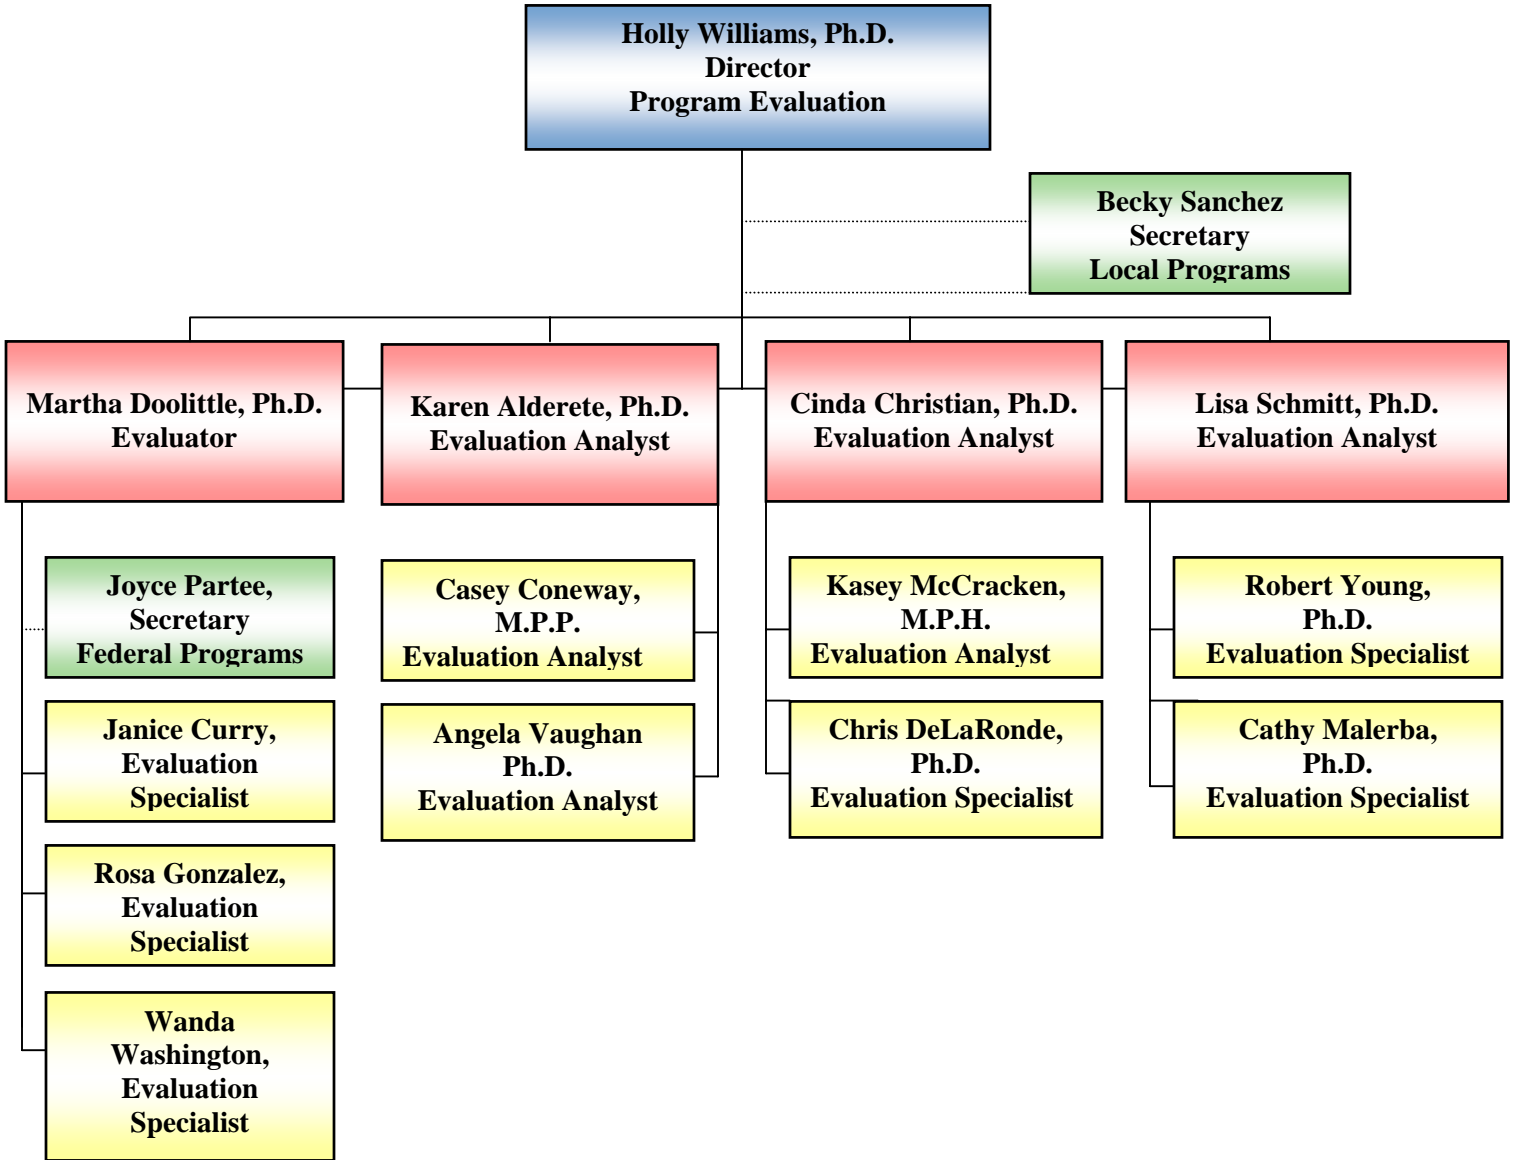 Holly Williams, Ph.D.
Director
Program Evaluation
Becky Sanchez
Secretary
Local Programs
Martha Doolittle, Ph.D.
Evaluator
Karen Alderete, Ph.D.
Evaluation Analyst
Cinda Christian, Ph.D.
Evaluation Analyst
Lisa Schmitt, Ph.D.
Evaluation Analyst
Joyce Partee,
Secretary
Federal Programs
Casey Coneway,
M.P.P.
Evaluation Analyst
Kasey McCracken,
M.P.H.
Evaluation Analyst
Robert Young,
Ph.D.
Evaluation Specialist
Janice Curry,
Evaluation
Specialist
Angela Vaughan
Ph.D.
Evaluation Analyst
Chris DeLaRonde,
Ph.D.
Evaluation Specialist
Cathy Malerba,
Ph.D.
Evaluation Specialist
Rosa Gonzalez,
Evaluation
Specialist
Wanda
Washington,
Evaluation
Specialist